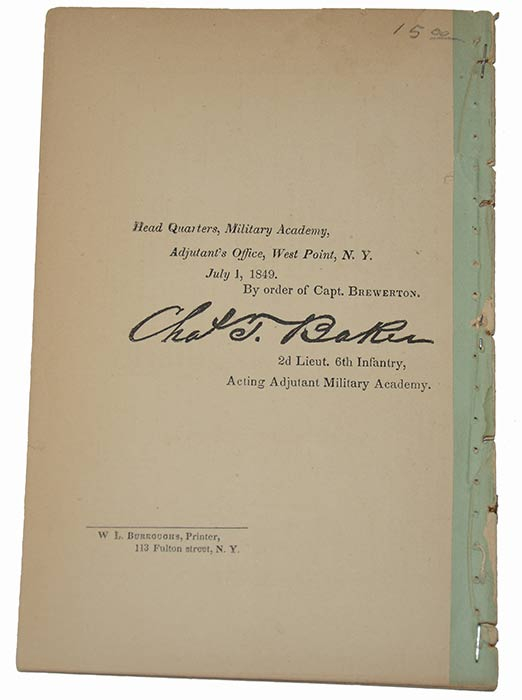 15 00
Head Quarters, Military Academy,
Adjutant's Office, West Point, N. Y.
July 1, 1849.
By order of Capt. BREWERTON.
Chas T. Baker
2d Lieut. 6th Infantry,
Acting Adjutant Military Academy.
W L. BURROUGHS, Printer,
113 Fulton street, N. Y.